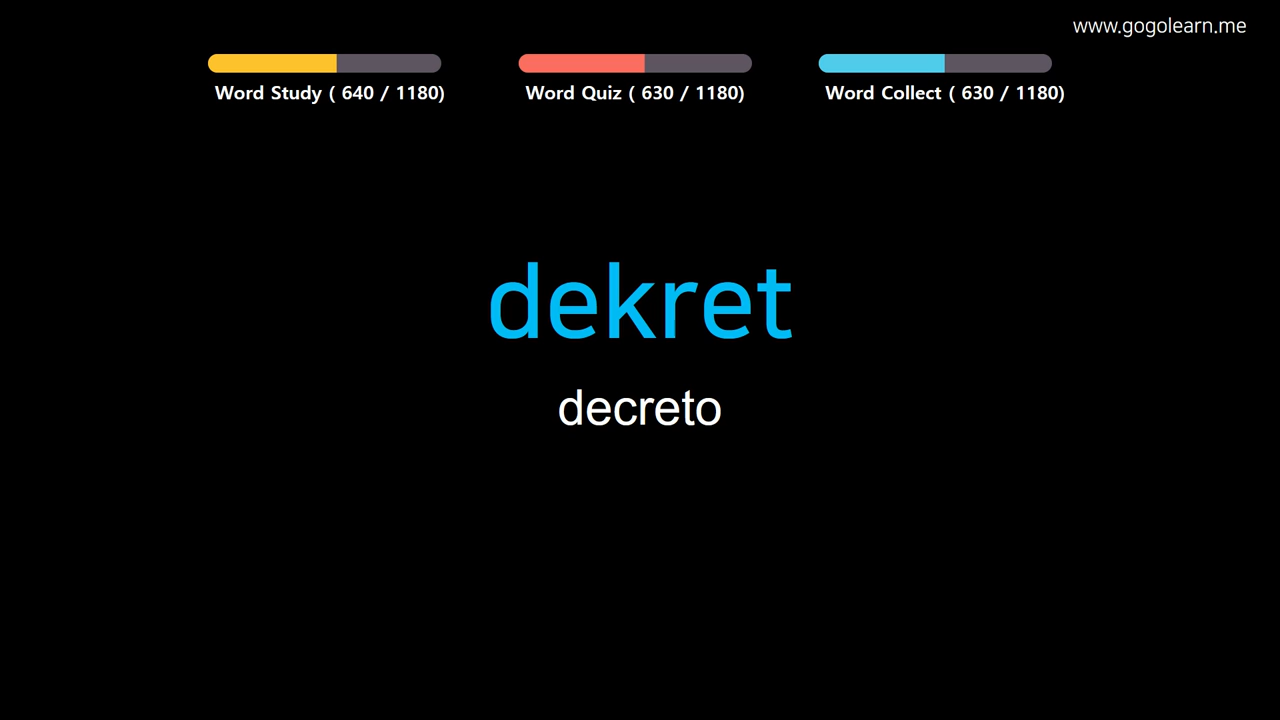 www.gogolearn.me
Word Study ( 640 / 1180)
Word Quiz ( 630 / 1180)
Word Collect ( 630 / 1180)
dekret
decreto